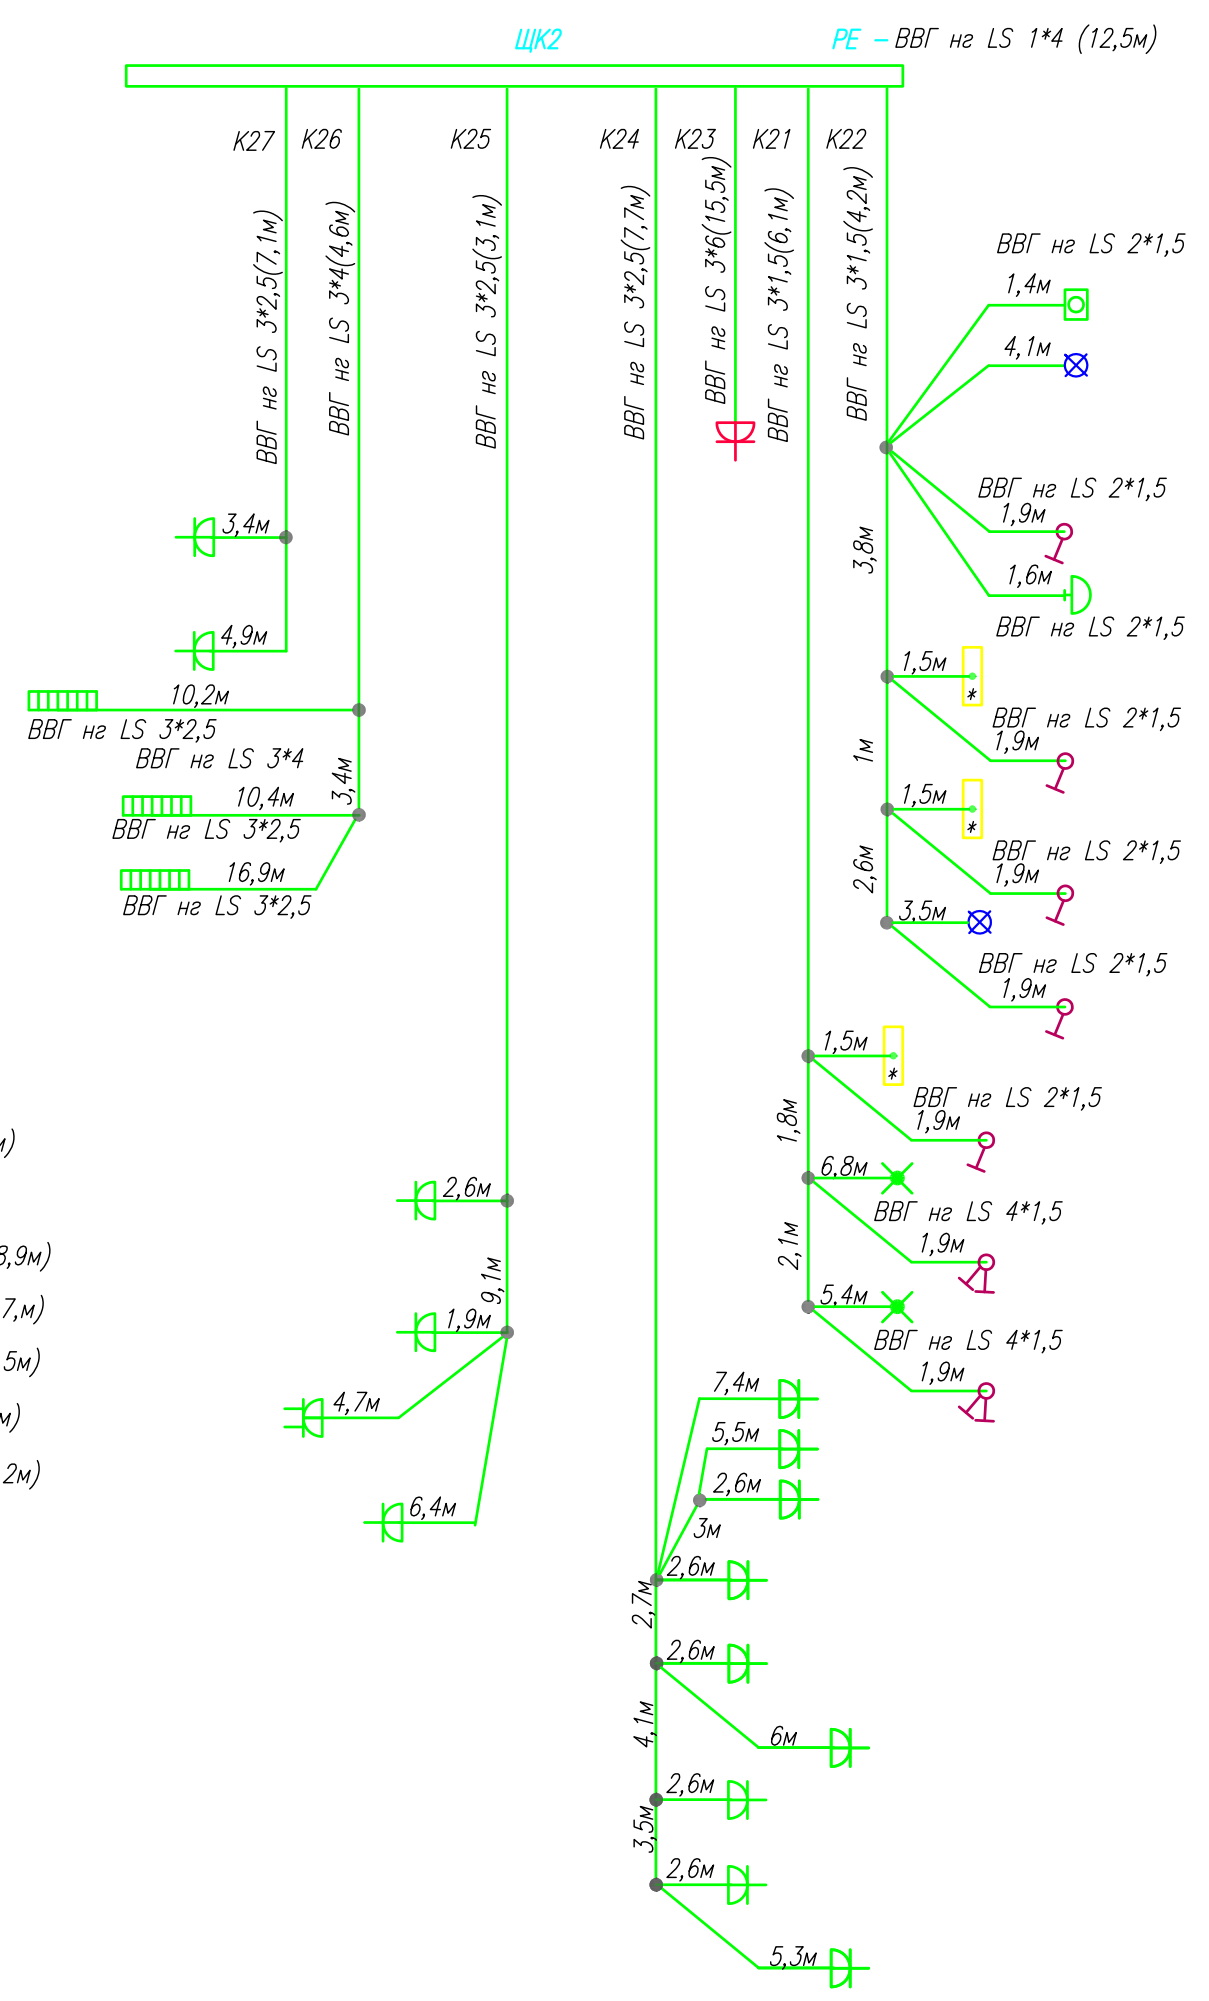 ЩК2
PE - ВВГ нг LS 1*4 (12,5м)
К27
К26
К25
К24
К23
К21
К22
ВВГ нг LS 3*2,5(7,1м)
ВВГ нг LS 3*4(4,6м)
ВВГ нг LS 3*2,5(3,1м)
ВВГ нг LS 3*2,5(7,7м)
ВВГ нг LS 3*6(15,5м)
ВВГ нг LS 3*1,5(6,1м)
ВВГ нг LS 3*1,5(4,2м)
ВВГ нг LS 2*1,5
1,4м
4,1м
ВВГ нг LS 2*1,5
1,9м
1,6м
ВВГ нг LS 2*1,5
3,8м
1,5м
*
ВВГ нг LS 2*1,5
1,9м
1м
1,5м
*
ВВГ нг LS 2*1,5
1,9м
2,6м
3,5м
ВВГ нг LS 2*1,5
1,9м
3,4м
4,9м
10,2м
ВВГ нг LS 3*2,5
ВВГ нг LS 3*4
3,4м
10,4м
ВВГ нг LS 3*2,5
16,9м
ВВГ нг LS 3*2,5
1,5м
*
ВВГ нг LS 2*1,5
1,9м
1,8м
6,8м
ВВГ нг LS 4*1,5
1,9м
2,1м
5,4м
ВВГ нг LS 4*1,5
1,9м
м)
8,9м)
7,м)
5м)
м)
2м)
2,6м
9,1м
1,9м
4,7м
6,4м
7,4м
5,5м
2,6м
3м
2,6м
2,7м
2,6м
4,1м
6м
2,6м
3,5м
2,6м
5,3м